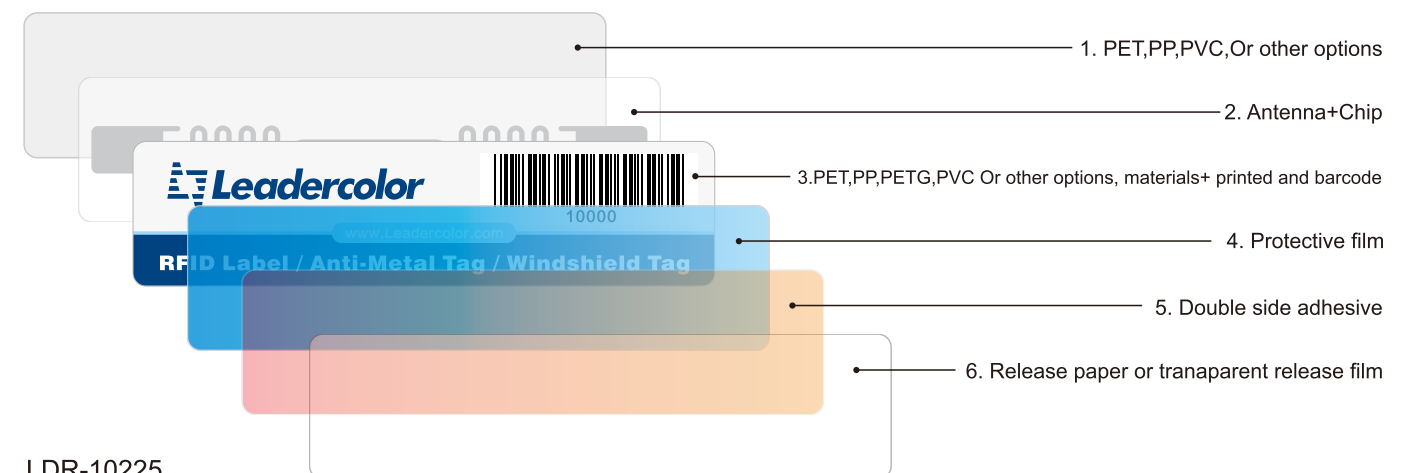 1. PET,PP,PVC,Or other options
2. Antenna+Chip
Leadercolor
3.PET,PP,PETG,PVC Or other options, materials+ printed and barcode
10000
www.Leadercolor.com
4. Protective film
RFID Label / Anti-Metal Tag / Windshield Tag
5. Double side adhesive
6. Release paper or tranaparent release film
LDR-10225